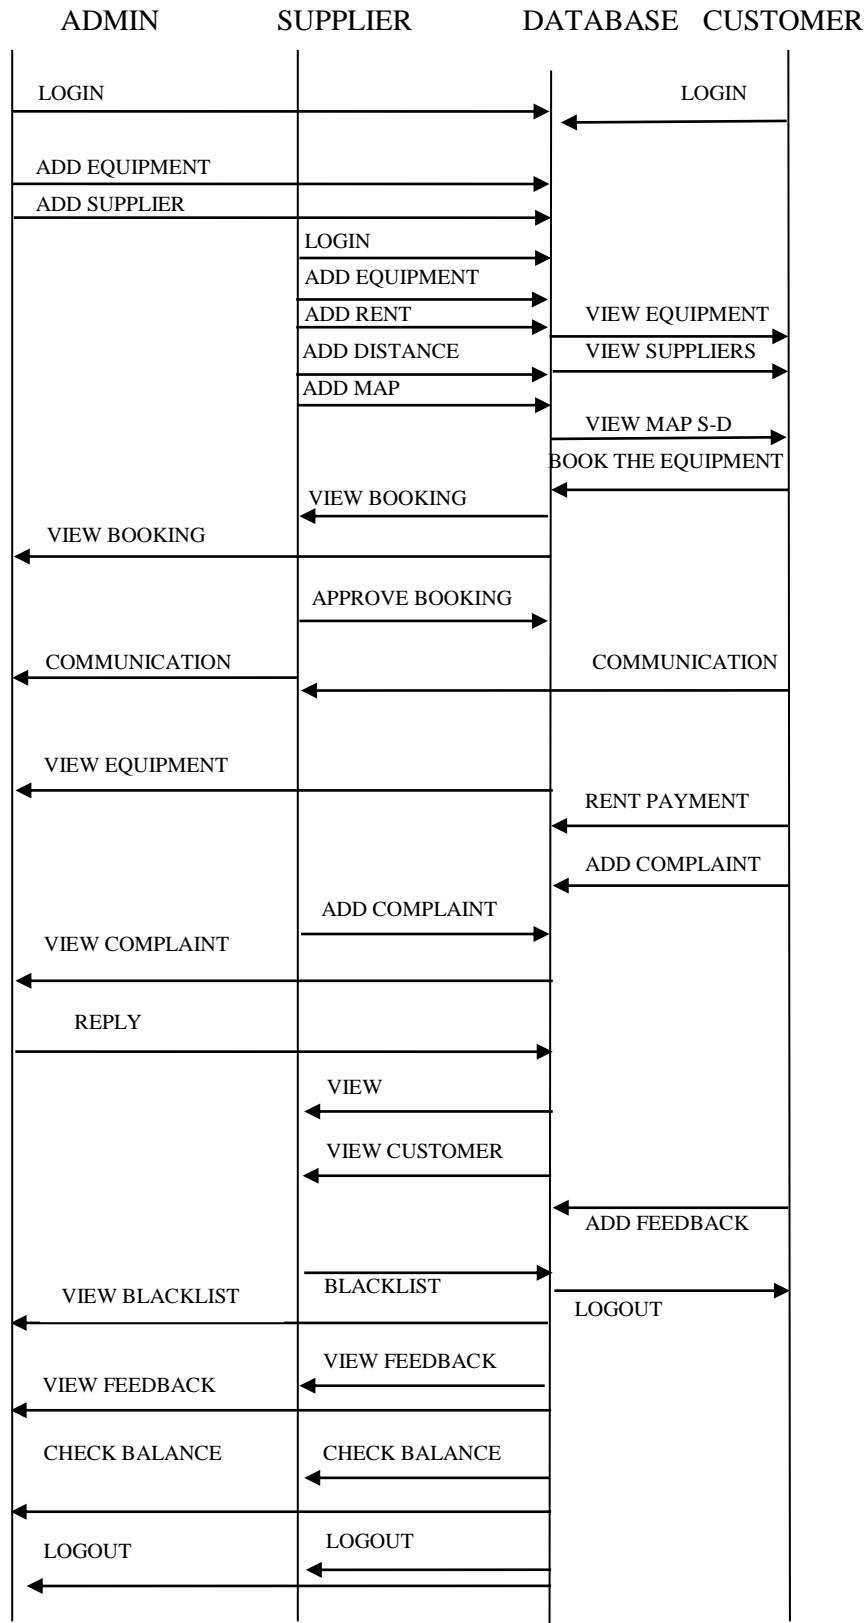 ADMIN SUPPLIER DATABASE CUSTOMER
LOGIN LOGIN
ADD EQUIPMENT
ADD SUPPLIER
LOGIN
ADD EQUIPMENT
ADD RENT VIEW EQUIPMENT
ADD DISTANCE VIEW SUPPLIERS
ADD MAP
VIEW MAP S-D
BOOK THE EQUIPMENT
VIEW BOOKING
VIEW BOOKING
APPROVE BOOKING
COMMUNICATION COMMUNICATION
VIEW EQUIPMENT
RENT PAYMENT
ADD COMPLAINT
ADD COMPLAINT
VIEW COMPLAINT
REPLY
VIEW
VIEW CUSTOMER
ADD FEEDBACK
BLACKLIST
VIEW BLACKLIST
LOGOUT
VIEW FEEDBACK
VIEW FEEDBACK
CHECK BALANCE CHECK BALANCE
LOGOUT
LOGOUT